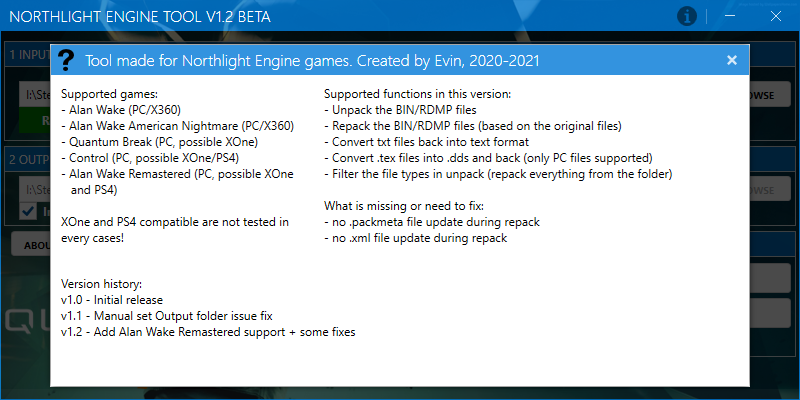 NORTHLIGHT ENGINE TOOL V1.2 BETA
Tool made for Northlight Engine games. Created by Evin, 2020-2021
1 INPU
I:\Ste
OWSE
R
2 OUTP
I:\Ste
OWSE
I
ABOU
QU
Supported games:
- Alan Wake (PC/X360)
- Alan Wake American Nightmare (PC/X360)
- Quantum Break (PC, possible XOne)
- Control (PC, possible XOne/PS4)
- Alan Wake Remastered (PC, possible XOne
and PS4)
XOne and PS4 compatible are not tested in
every cases!
Supported functions in this version:
- Unpack the BIN/RDMP files
- Repack the BIN/RDMP files (based on the original files)
- Convert txt files back into text format
- Convert .tex files into .dds and back (only PC files supported)
- Filter the file types in unpack (repack everything from the folder)
What is missing or need to fix:
- no .packmeta file update during repack
- no .xml file update during repack
Version history:
v1.0 - Initial release
v1.1 - Manual set Output folder issue fix
v1.2 - Add Alan Wake Remastered support + some fixes